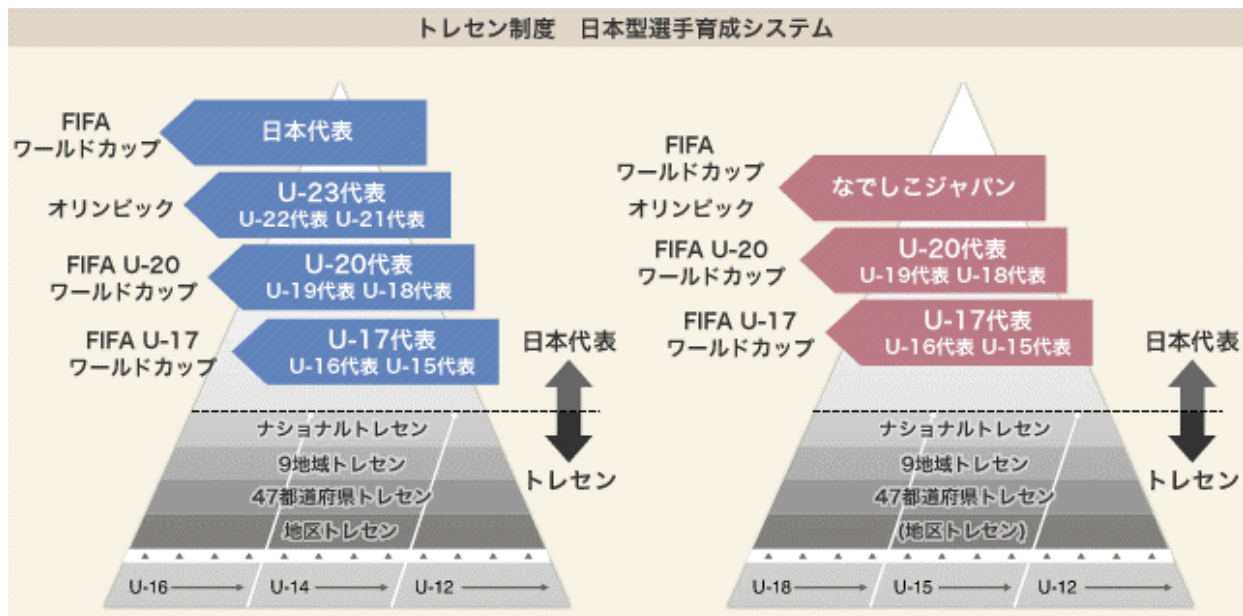 トレセン制度　日本型選手育成システム
FIFA
ワールドカップ
日本代表
オリンピック
U-23代表
U-22代表 U-21代表
FIFA U-20
ワールドカップ
U-20代表
U-19代表 U-18代表
FIFA U-17
ワールドカップ
U-17代表
U-16代表 U-15代表
日本代表
トレセン
ナショナルトレセン
9地域トレセン
47都道府県トレセン
地区トレセン
U-16
U-14
U-12
FIFA
ワールドカップ
オリンピック
なでしこジャパン
FIFA U-20
ワールドカップ
U-20代表
U-19代表 U-18代表
FIFA U-17
ワールドカップ
U-17代表
U-16代表 U-15代表
日本代表
トレセン
ナショナルトレセン
9地域トレセン
47都道府県トレセン
(地区トレセン)
U-18
U-15
U-12